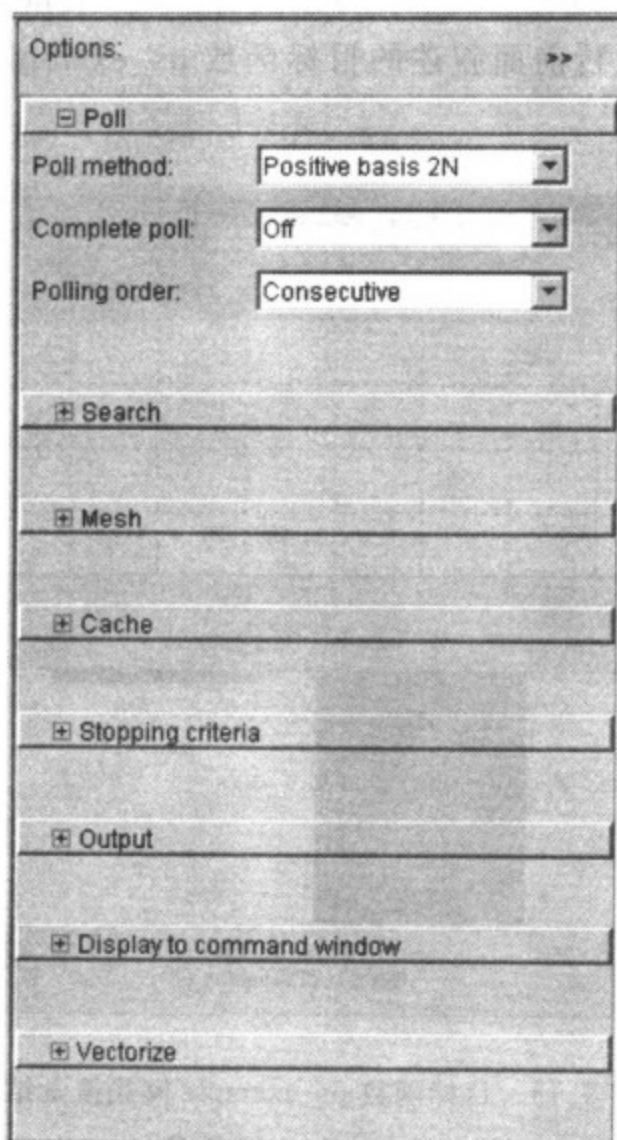 Options: >>
Poll
Poll method: Positive basis 2N
Complete poll: Off
Polling order: Consecutive
Search
Mesh
Cache
Stopping criteria
Output
Display to command window
Vectorize